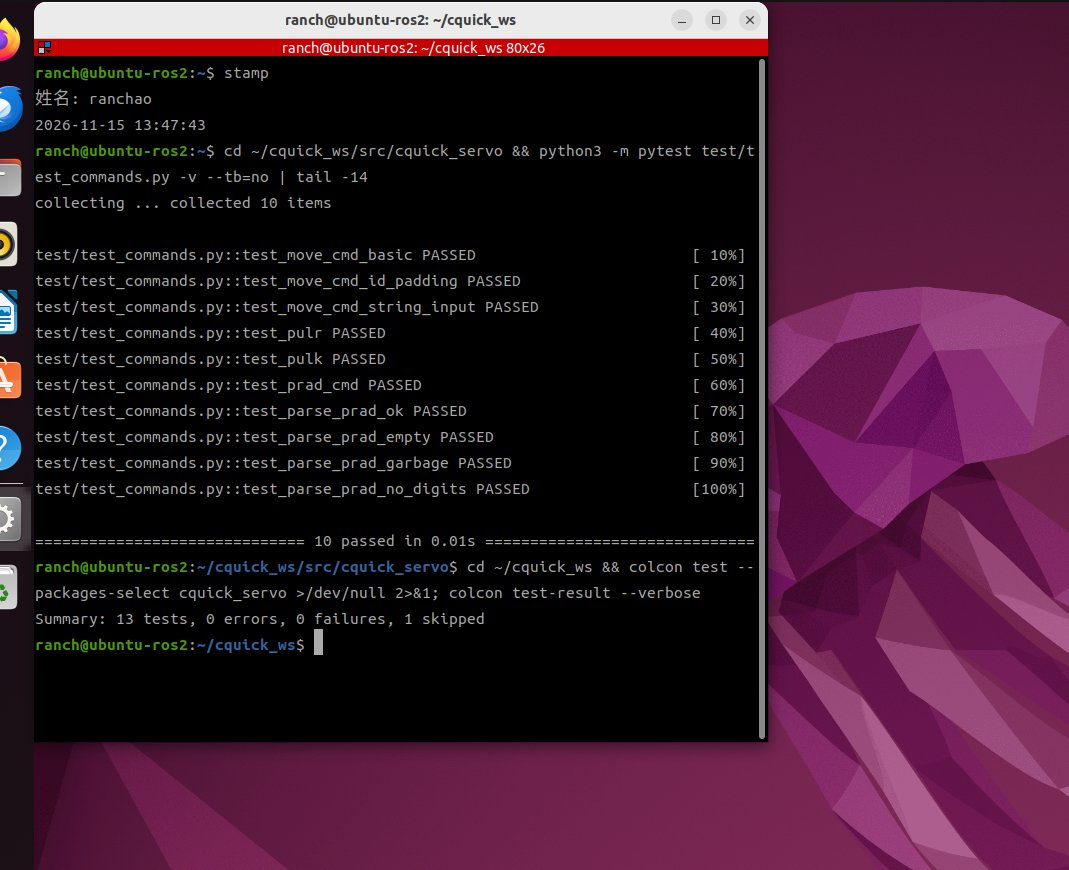 ranch@ubuntu-ros2: ~/cquick_ws
ranch@ubuntu-ros2: ~/cquick_ws 80x26
ranch@ubuntu-ros2:~$ stamp
姓名: ranchao
2026-11-15 13:47:43
ranch@ubuntu-ros2:~$ cd ~/cquick_ws/src/cquick_servo && python3 -m pytest test/t
est_commands.py -v --tb=no | tail -14
collecting ... collected 10 items
test/test_commands.py::test_move_cmd_basic PASSED [ 10%]
test/test_commands.py::test_move_cmd_id_padding PASSED [ 20%]
test/test_commands.py::test_move_cmd_string_input PASSED [ 30%]
test/test_commands.py::test_pulr PASSED [ 40%]
test/test_commands.py::test_pulk PASSED [ 50%]
test/test_commands.py::test_prad_cmd PASSED [ 60%]
test/test_commands.py::test_parse_prad_ok PASSED [ 70%]
test/test_commands.py::test_parse_prad_empty PASSED [ 80%]
test/test_commands.py::test_parse_prad_garbage PASSED [ 90%]
test/test_commands.py::test_parse_prad_no_digits PASSED [100%]
============================== 10 passed in 0.01s ==============================
ranch@ubuntu-ros2:~/cquick_ws/src/cquick_servo$ cd ~/cquick_ws && colcon test --
packages-select cquick_servo >/dev/null 2>&1; colcon test-result --verbose
Summary: 13 tests, 0 errors, 0 failures, 1 skipped
ranch@ubuntu-ros2:~/cquick_ws$